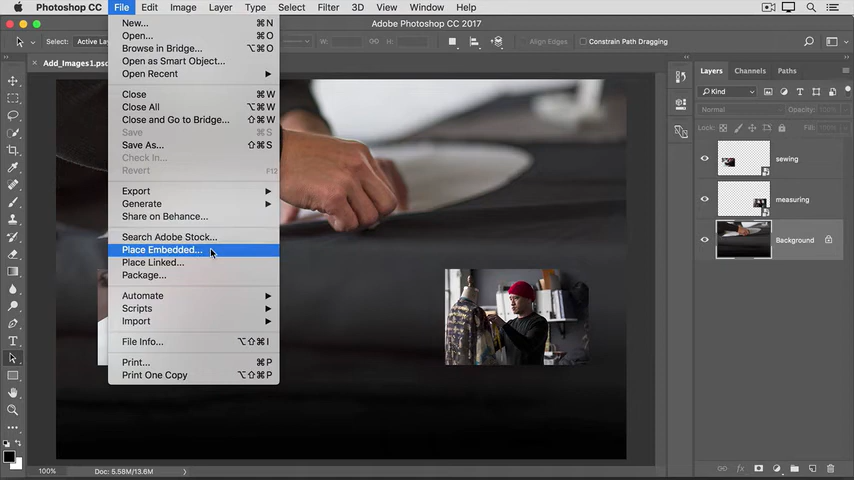 Photoshop CC File Edit Image Layer Type Select Filter 3D View Window Help
Adobe Photoshop CC 2017
Select: Active Lay W: H: Align Edges Constrain Path Dragging
Add_Images1.psd
New... ⌘N
Open... ⌘O
Browse in Bridge... ⌥⌘O
Open as Smart Object...
Open Recent
Close ⌘W
Close All ⌥⌘W
Close and Go to Bridge... ⇧⌘W
Save ⌘S
Save As... ⇧⌘S
Check In...
Revert F12
Export
Generate
Share on Behance...
Search Adobe Stock...
Place Embedded...
Place Linked...
Package...
Automate
Scripts
Import
File Info... ⌥⇧⌘I
Print... ⌘P
Print One Copy ⌥⇧⌘P
Layers Channels Paths
Kind
Normal Opacity: 100%
Lock: Fill: 100%
sewing
measuring
Background
100% Doc: 5.58M/13.6M